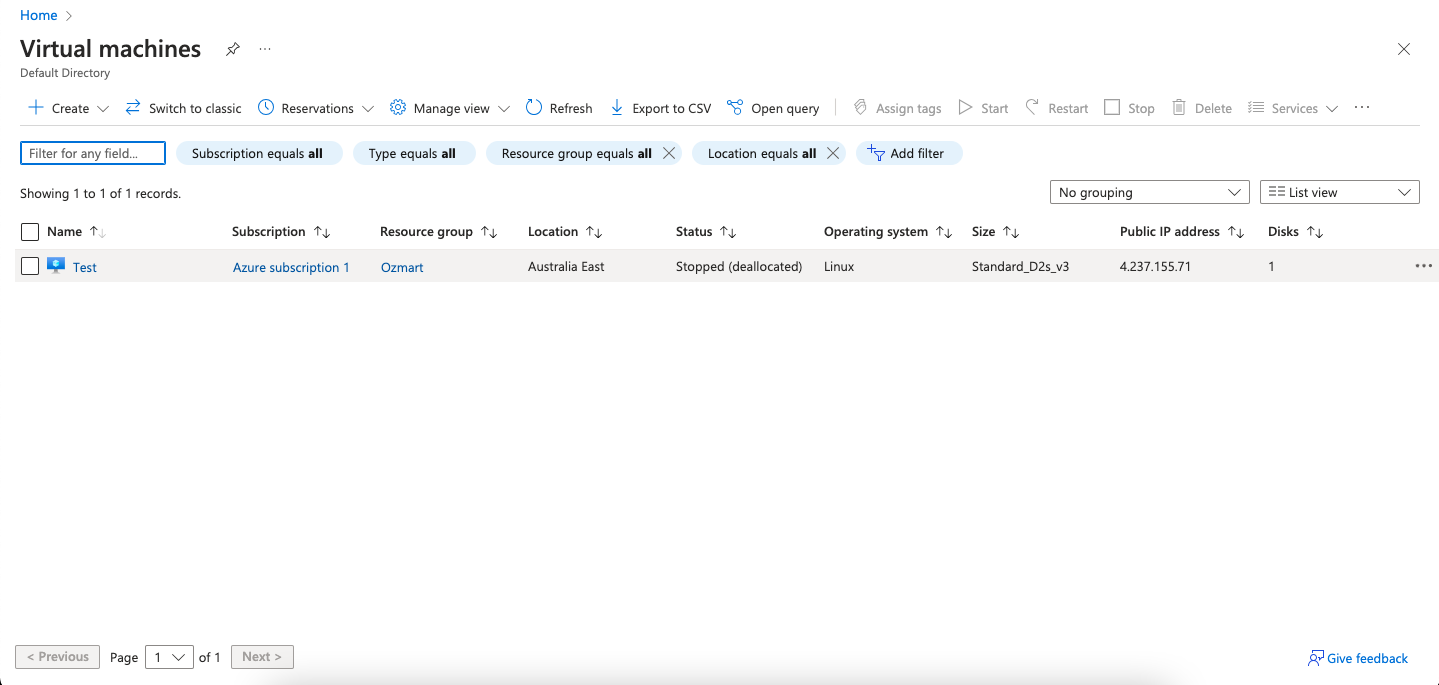 Home
Virtual machines
Default Directory
Create Switch to classic Reservations Manage view Refresh Export to CSV Open query Assign tags Start Restart Stop Delete Services
Filter for any field... Subscription equals all Type equals all Resource group equals all Location equals all Add filter
Showing 1 to 1 of 1 records. No grouping List view
Name Subscription Resource group Location Status Operating system Size Public IP address Disks
Test Azure subscription 1 Ozmart Australia East Stopped (deallocated) Linux Standard_D2s_v3 4.237.155.71 1
< Previous Page 1 of 1 Next > Give feedback